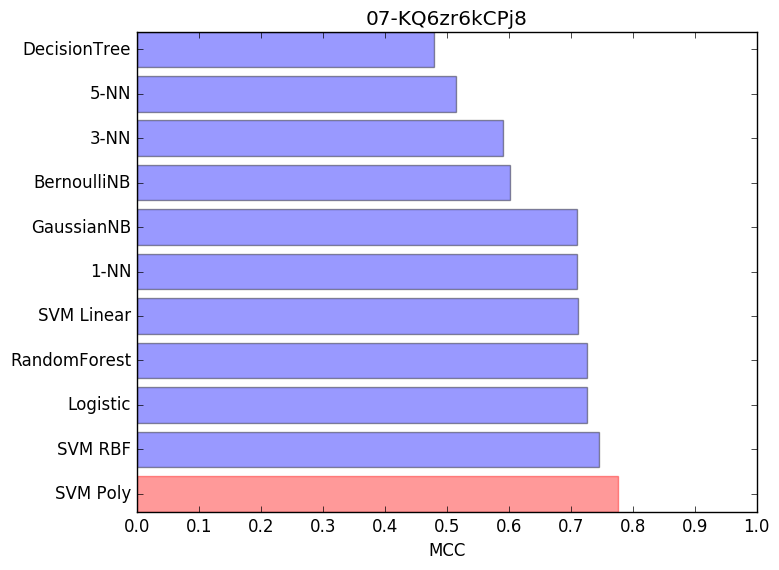 07-KQ6zr6kCPj8
DecisionTree
5-NN
3-NN
BernoulliNB
GaussianNB
1-NN
SVM Linear
RandomForest
Logistic
SVM RBF
SVM Poly
0.0 0.1 0.2 0.3 0.4 0.5 0.6 0.7 0.8 0.9 1.0
MCC